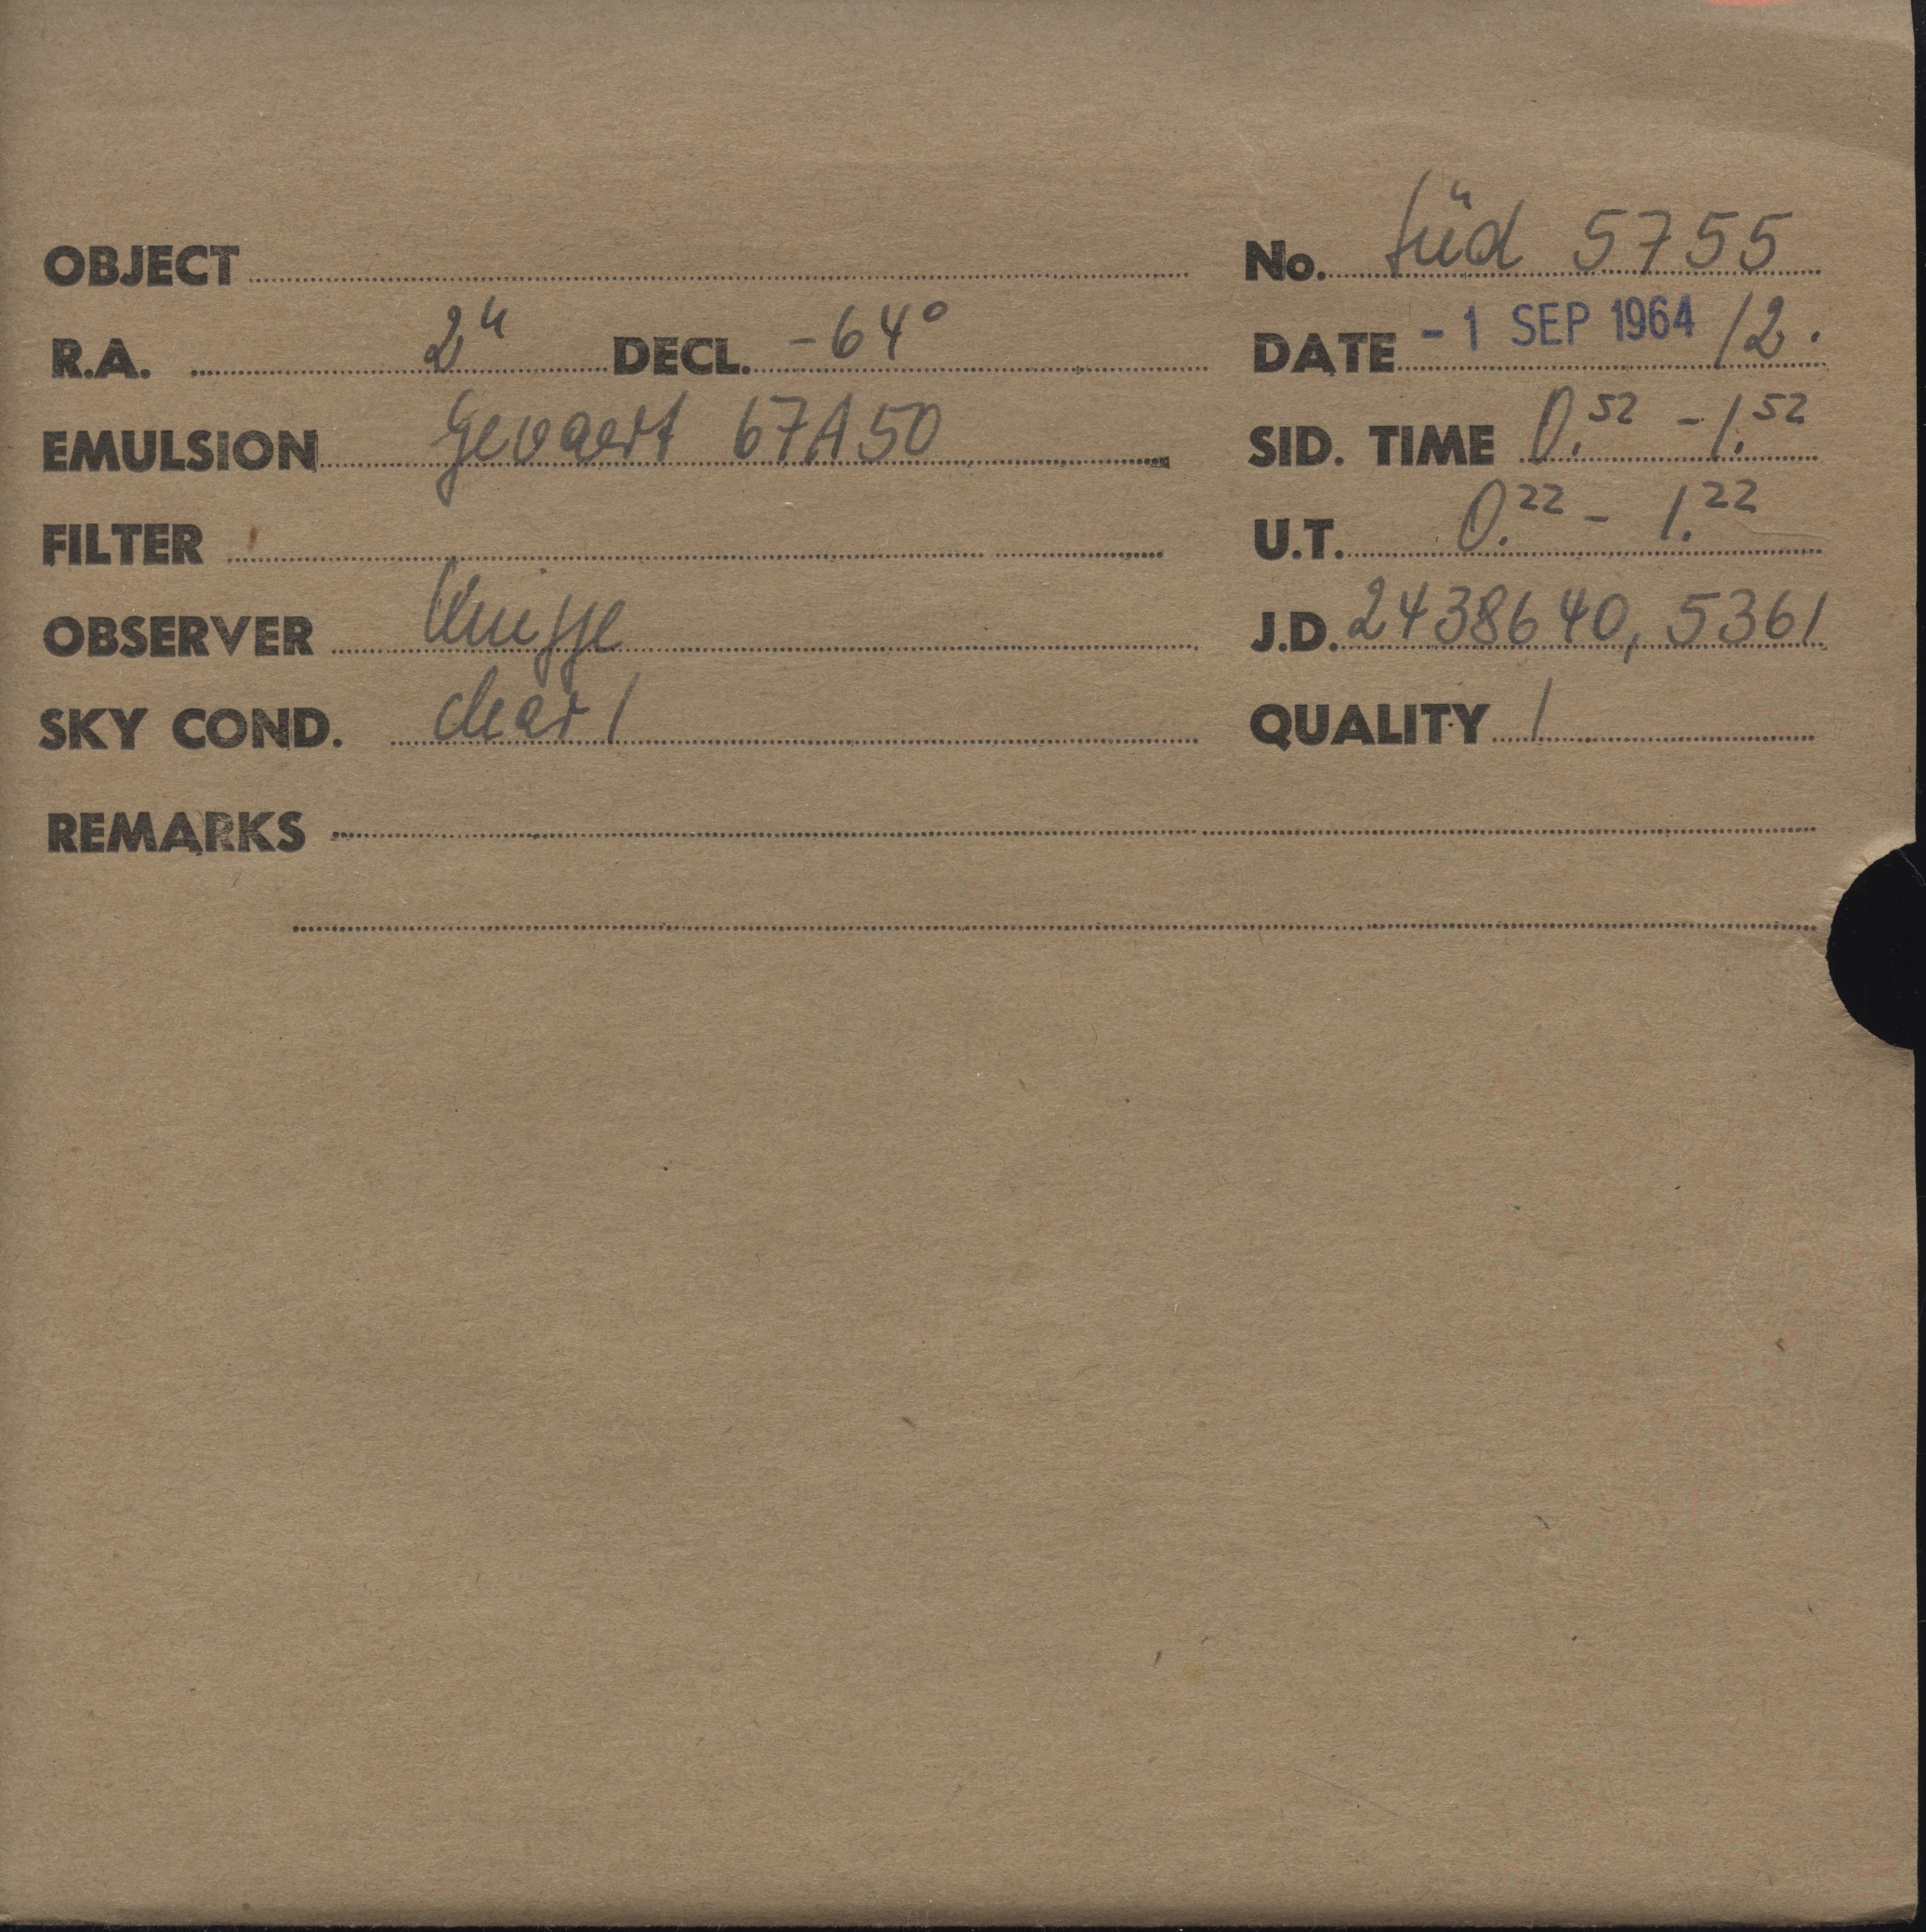 OBJECT No. Süd 5755
R.A. 2h DECL. -64° DATE - 1 SEP 1964 /2.
EMULSION Gevaert 67A50 SID. TIME 0.52 - 1.52
FILTER U.T. 0.22 - 1.22
OBSERVER Knigge J.D. 2438640,5361
SKY COND. clear 1 QUALITY 1
REMARKS